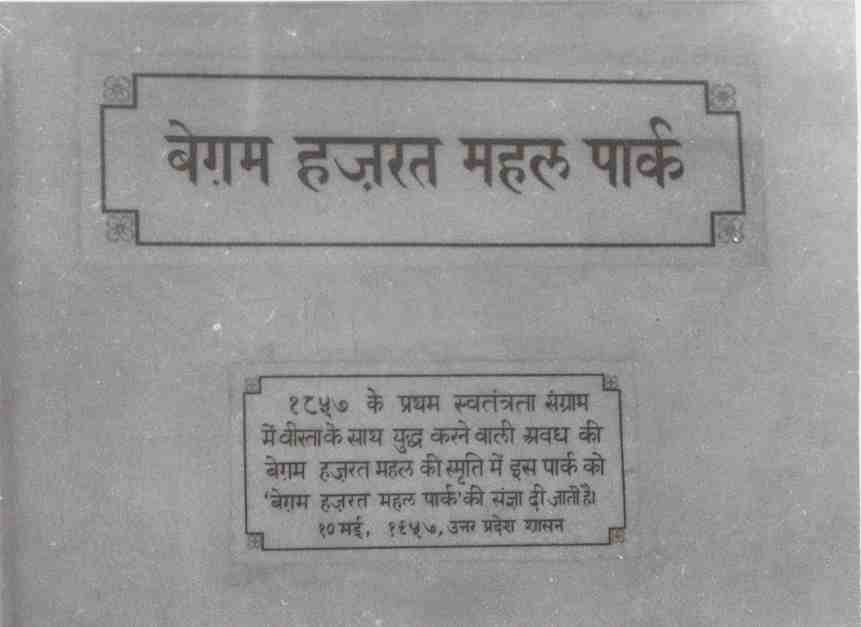 बेग़म हज़रत महल पार्क
१८५७ के प्रथम स्वतंत्रता संग्राम
में वीरता के साथ युद्ध करने वाली अवध की
बेग़म हज़रत महल की स्मृति में इस पार्क को
'बेग़म हज़रत महल पार्क' की संज्ञा दी जाती है।
१० मई, १९५७, उत्तर प्रदेश शासन